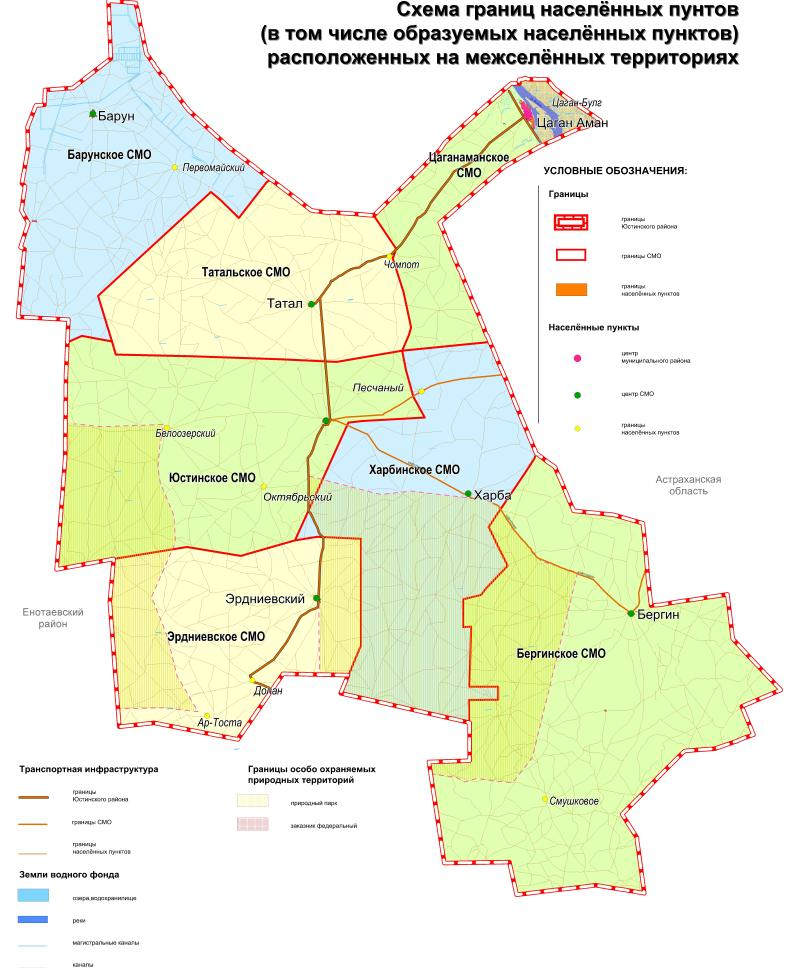 Схема границ населённых пунтов
(в том числе образуемых населённых пунктов)
расположенных на межселённых территориях
Цаган-Булг
Цаган Аман
Барун
Барунское СМО
Первомайский
Цаганаманское
СМО
УСЛОВНЫЕ ОБОЗНАЧЕНИЯ:
Границы
границы
Юстинского района
границы СМО
границы
населённых пунктов
Населённые пункты
центр
муниципального района
центр СМО
границы
населённых пунктов
Татальское СМО
Чомпот
Татал
Песчаный
Белоозерский
Юстинское СМО
Октябрьский
Харбинское СМО
Харба
Астраханская
область
Енотаевский
район
Эрдниевский
Эрдниевское СМО
Бергин
Бергинское СМО
Долан
Ар-Тоста
Смушковое
Транспортная инфраструктура
границы
Юстинского района
границы СМО
границы
населённых пунктов
Границы особо охраняемых
природных территорий
природный парк
заказник федеральный
Земли водного фонда
озера,водохранилище
реки
магистральные каналы
каналы